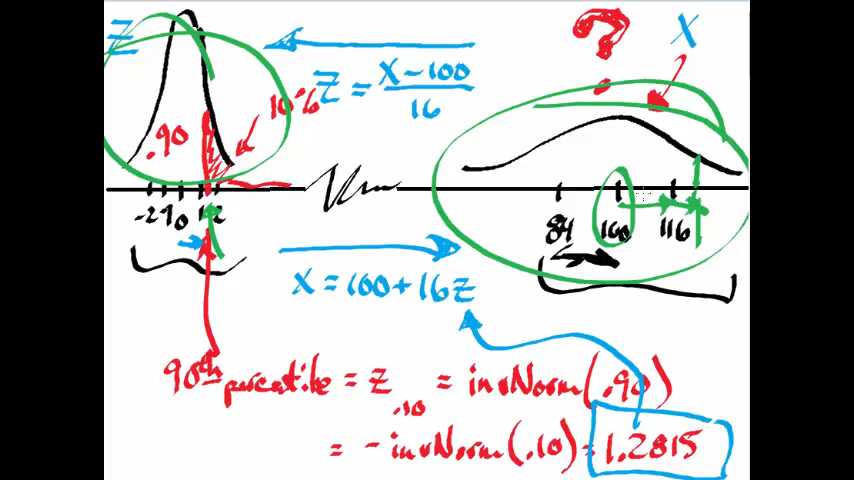 Z
?
X
Z = X-100 / 16
10%
.90
-2 -1 0 1 2
84 100 116
X = 100 + 16Z
90th percentile = Z.10 = invNorm(.90)
= - invNorm(.10) = 1.2815